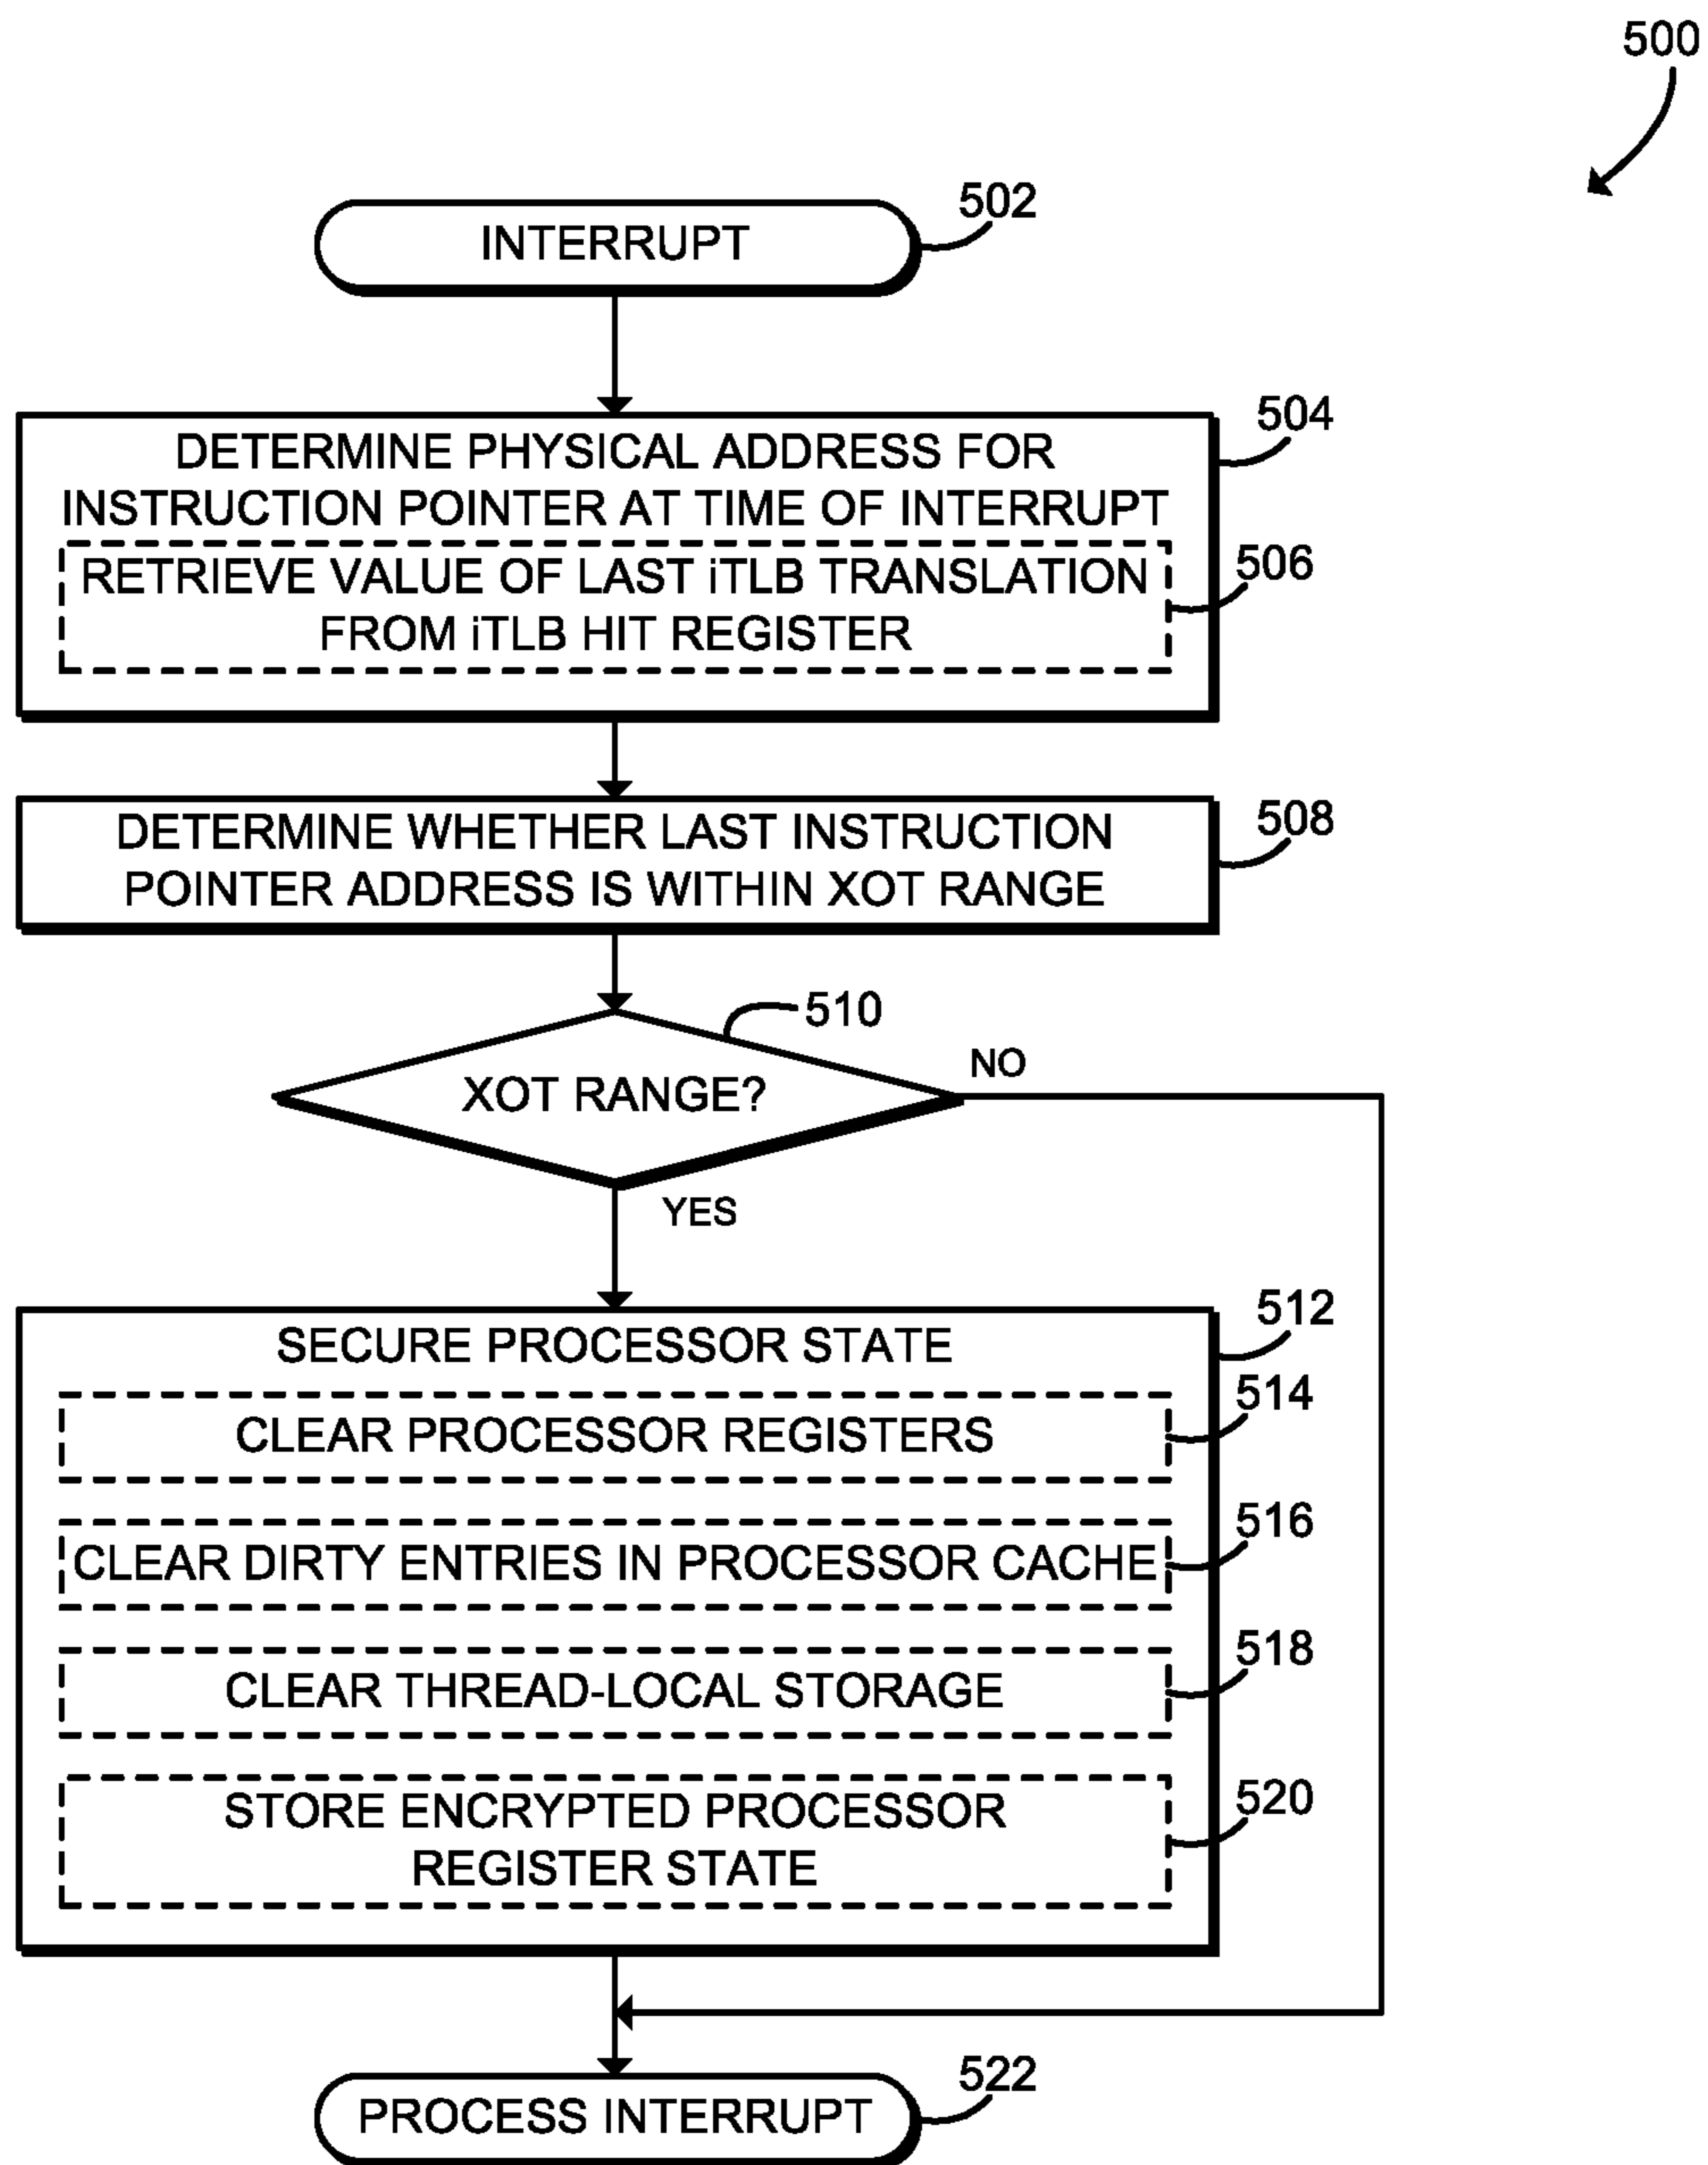 500
502
INTERRUPT
504
DETERMINE PHYSICAL ADDRESS FOR
INSTRUCTION POINTER AT TIME OF INTERRUPT
506
RETRIEVE VALUE OF LAST iTLB TRANSLATION
FROM iTLB HIT REGISTER
508
DETERMINE WHETHER LAST INSTRUCTION
POINTER ADDRESS IS WITHIN XOT RANGE
510
XOT RANGE?
NO
YES
512
SECURE PROCESSOR STATE
514
CLEAR PROCESSOR REGISTERS
516
CLEAR DIRTY ENTRIES IN PROCESSOR CACHE
518
CLEAR THREAD-LOCAL STORAGE
520
STORE ENCRYPTED PROCESSOR
REGISTER STATE
522
PROCESS INTERRUPT